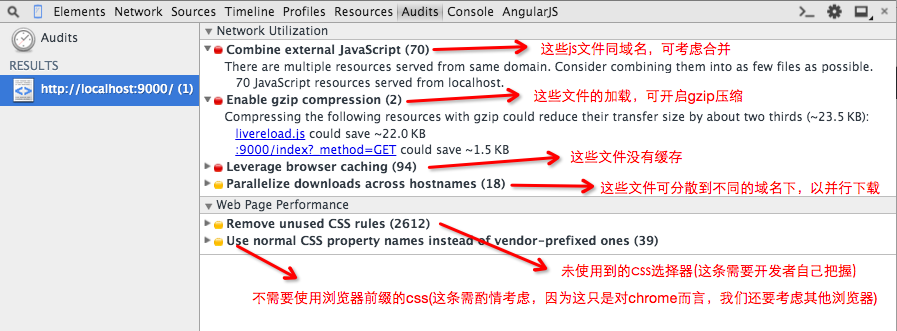 Elements Network Sources Timeline Profiles Resources Audits Console AngularJS
Audits
RESULTS
http://localhost:9000/ (1)
Network Utilization
Combine external JavaScript (70) 这些js文件同域名，可考虑合并
There are multiple resources served from same domain. Consider combining them into as few files as possible.
70 JavaScript resources served from localhost.
Enable gzip compression (2) 这些文件的加载，可开启gzip压缩
Compressing the following resources with gzip could reduce their transfer size by about two thirds (~23.5 KB):
livereload.js could save ~22.0 KB
:9000/index?_method=GET could save ~1.5 KB
Leverage browser caching (94) 这些文件没有缓存
Parallelize downloads across hostnames (18) 这些文件可分散到不同的域名下，以并行下载
Web Page Performance
Remove unused CSS rules (2612)
Use normal CSS property names instead of vendor-prefixed ones (39)
未使用到的css选择器(这条需要开发者自己把握)
不需要使用浏览器前缀的css(这条需酌情考虑，因为这只是对chrome而言，我们还要考虑其他浏览器)